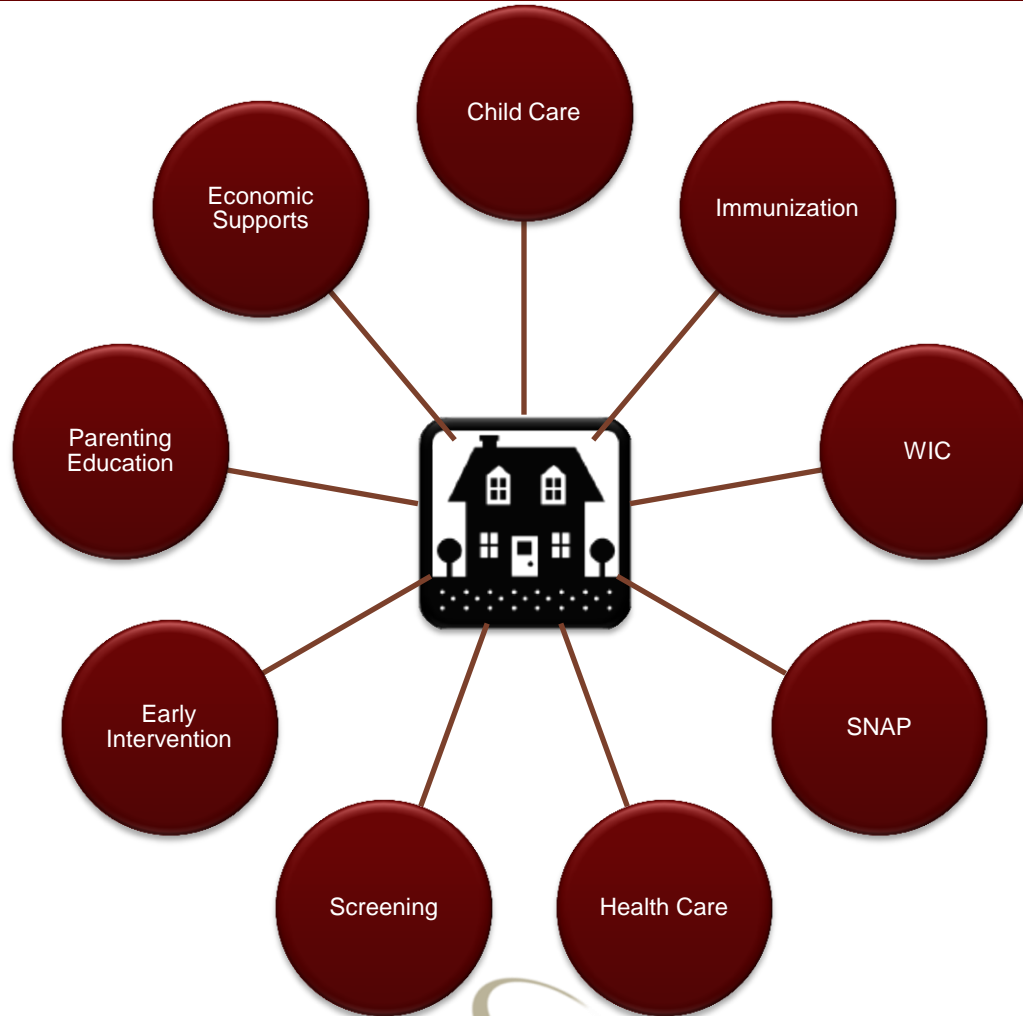 Child Care
Immunization
WIC
SNAP
Health Care
Screening
Early
Intervention
Parenting
Education
Economic
Supports